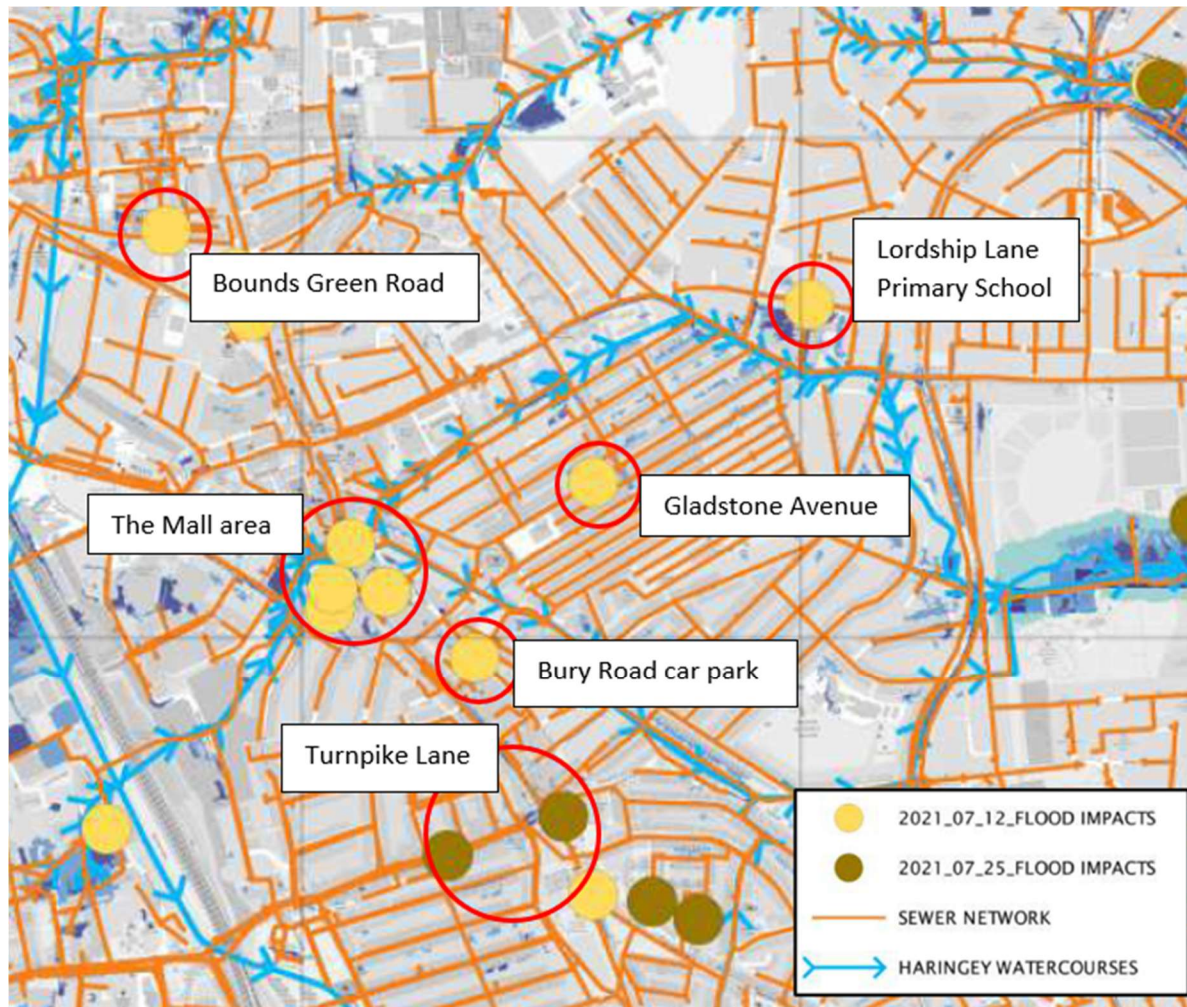 Bounds Green Road
Lordship Lane
Primary School
The Mall area
Gladstone Avenue
Bury Road car park
Turnpike Lane
2021_07_12_FLOOD IMPACTS
2021_07_25_FLOOD IMPACTS
SEWER NETWORK
HARINGEY WATERCOURSES